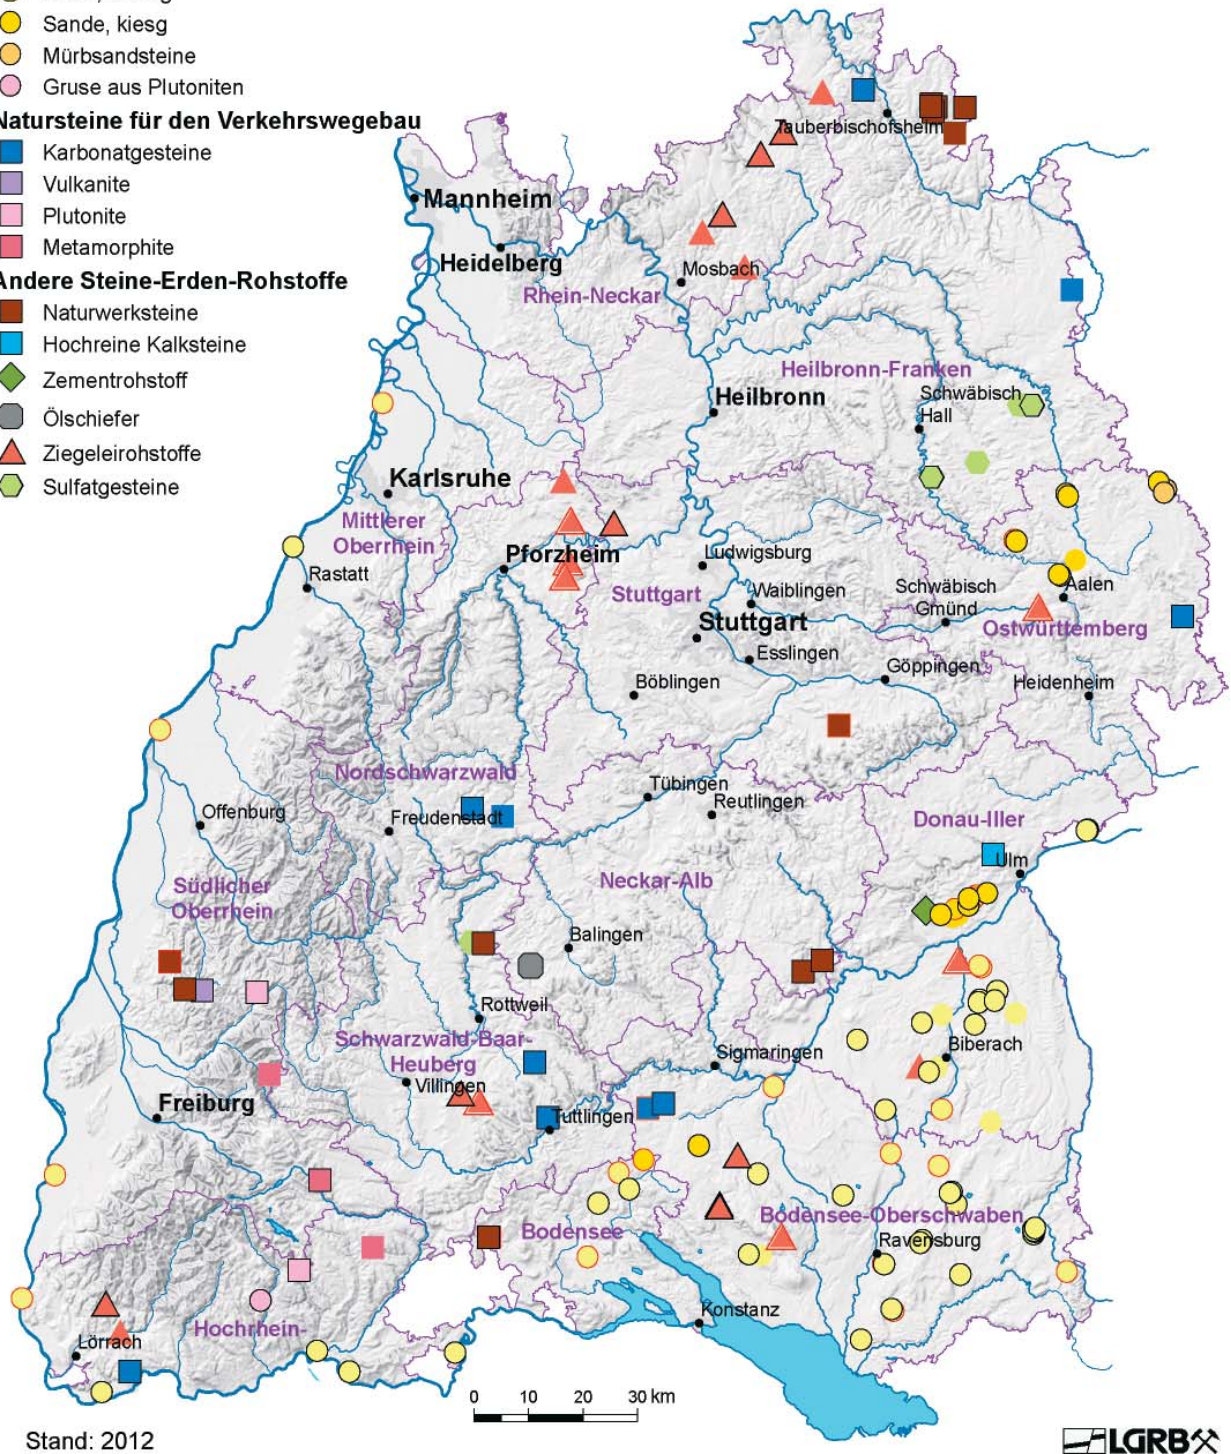 Sande, kiesg
Mürbsandsteine
Gruse aus Plutoniten
Natursteine für den Verkehrswegebau
Karbonatgesteine
Vulkanite
Plutonite
Metamorphite
Andere Steine-Erden-Rohstoffe
Naturwerksteine
Hochreine Kalksteine
Zementrohstoff
Ölschiefer
Ziegeleirohstoffe
Sulfatgesteine
Tauberbischofsheim
Mannheim
Heidelberg
Mosbach
Rhein-Neckar
Heilbronn-Franken
Heilbronn
Schwäbisch
Hall
Karlsruhe
Mittlerer
Oberrhein
Pforzheim
Ludwigsburg
Rastatt
Stuttgart
Waiblingen
Schwäbisch
Gmünd
Aalen
Stuttgart
Ostwürttemberg
Esslingen
Göppingen
Böblingen
Heidenheim
Nordschwarzwald
Tübingen
Reutlingen
Offenburg
Freudenstadt
Donau-Iller
Ulm
Südlicher
Oberrhein
Neckar-Alb
Balingen
Rottweil
Schwarzwald-Baar-
Heuberg
Sigmaringen
Biberach
Villingen
Freiburg
Tuttlingen
Bodensee
Bodensee-Oberschwaben
Ravensburg
Konstanz
Hochrhein-
Lörrach
0 10 20 30 km
Stand: 2012
LGRB